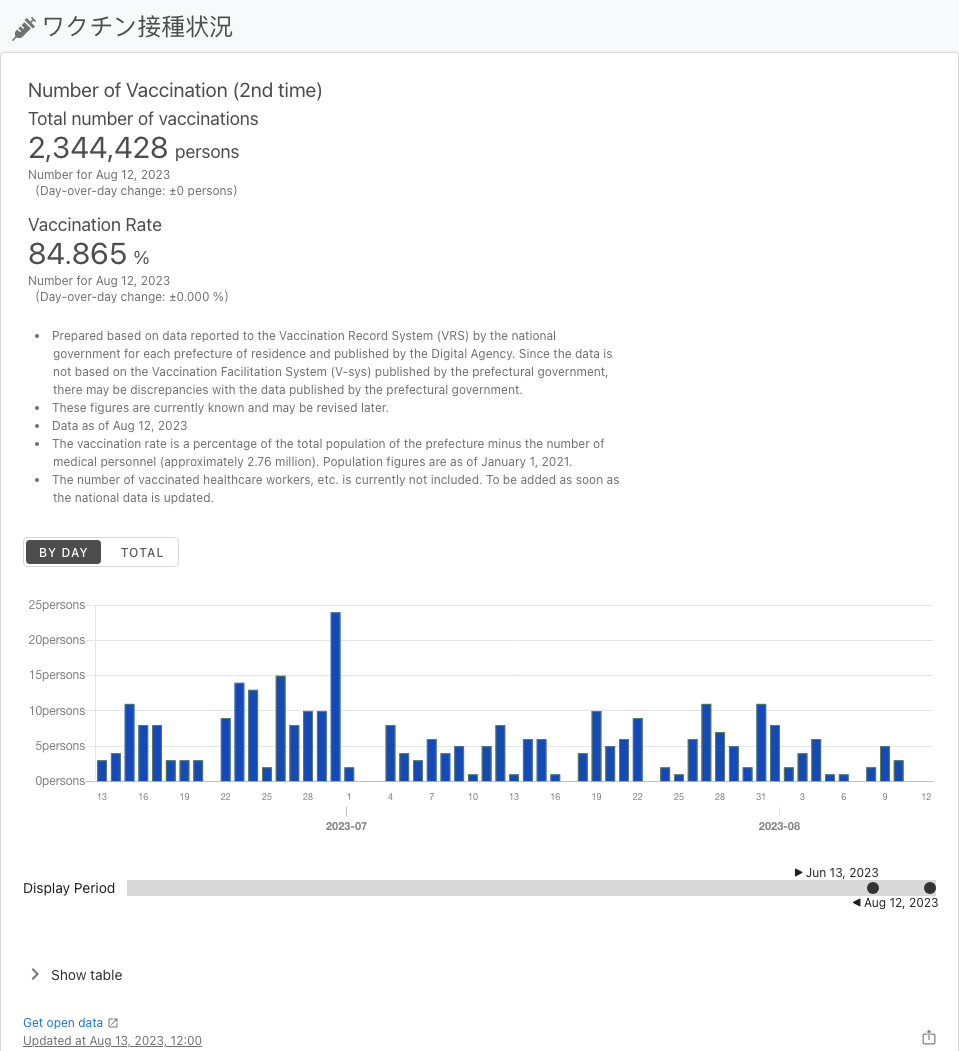 ワクチン接種状況
Number of Vaccination (2nd time)
Total number of vaccinations
2,344,428 persons
Number for Aug 12, 2023
(Day-over-day change: ±0 persons)
Vaccination Rate
84.865 %
Number for Aug 12, 2023
(Day-over-day change: ±0.000 %)
• Prepared based on data reported to the Vaccination Record System (VRS) by the national
government for each prefecture of residence and published by the Digital Agency. Since the data is
not based on the Vaccination Facilitation System (V-sys) published by the prefectural government,
there may be discrepancies with the data published by the prefectural government.
• These figures are currently known and may be revised later.
• Data as of Aug 12, 2023
• The vaccination rate is a percentage of the total population of the prefecture minus the number of
medical personnel (approximately 2.76 million). Population figures are as of January 1, 2021.
• The number of vaccinated healthcare workers, etc. is currently not included. To be added as soon as
the national data is updated.
BY DAY TOTAL
25persons
20persons
15persons
10persons
5persons
0persons
13 16 19 22 25 28 1 4 7 10 13 16 19 22 25 28 31 3 6 9 12
2023-07 2023-08
Jun 13, 2023
Display Period
Aug 12, 2023
Show table
Get open data
Updated at Aug 13, 2023, 12:00